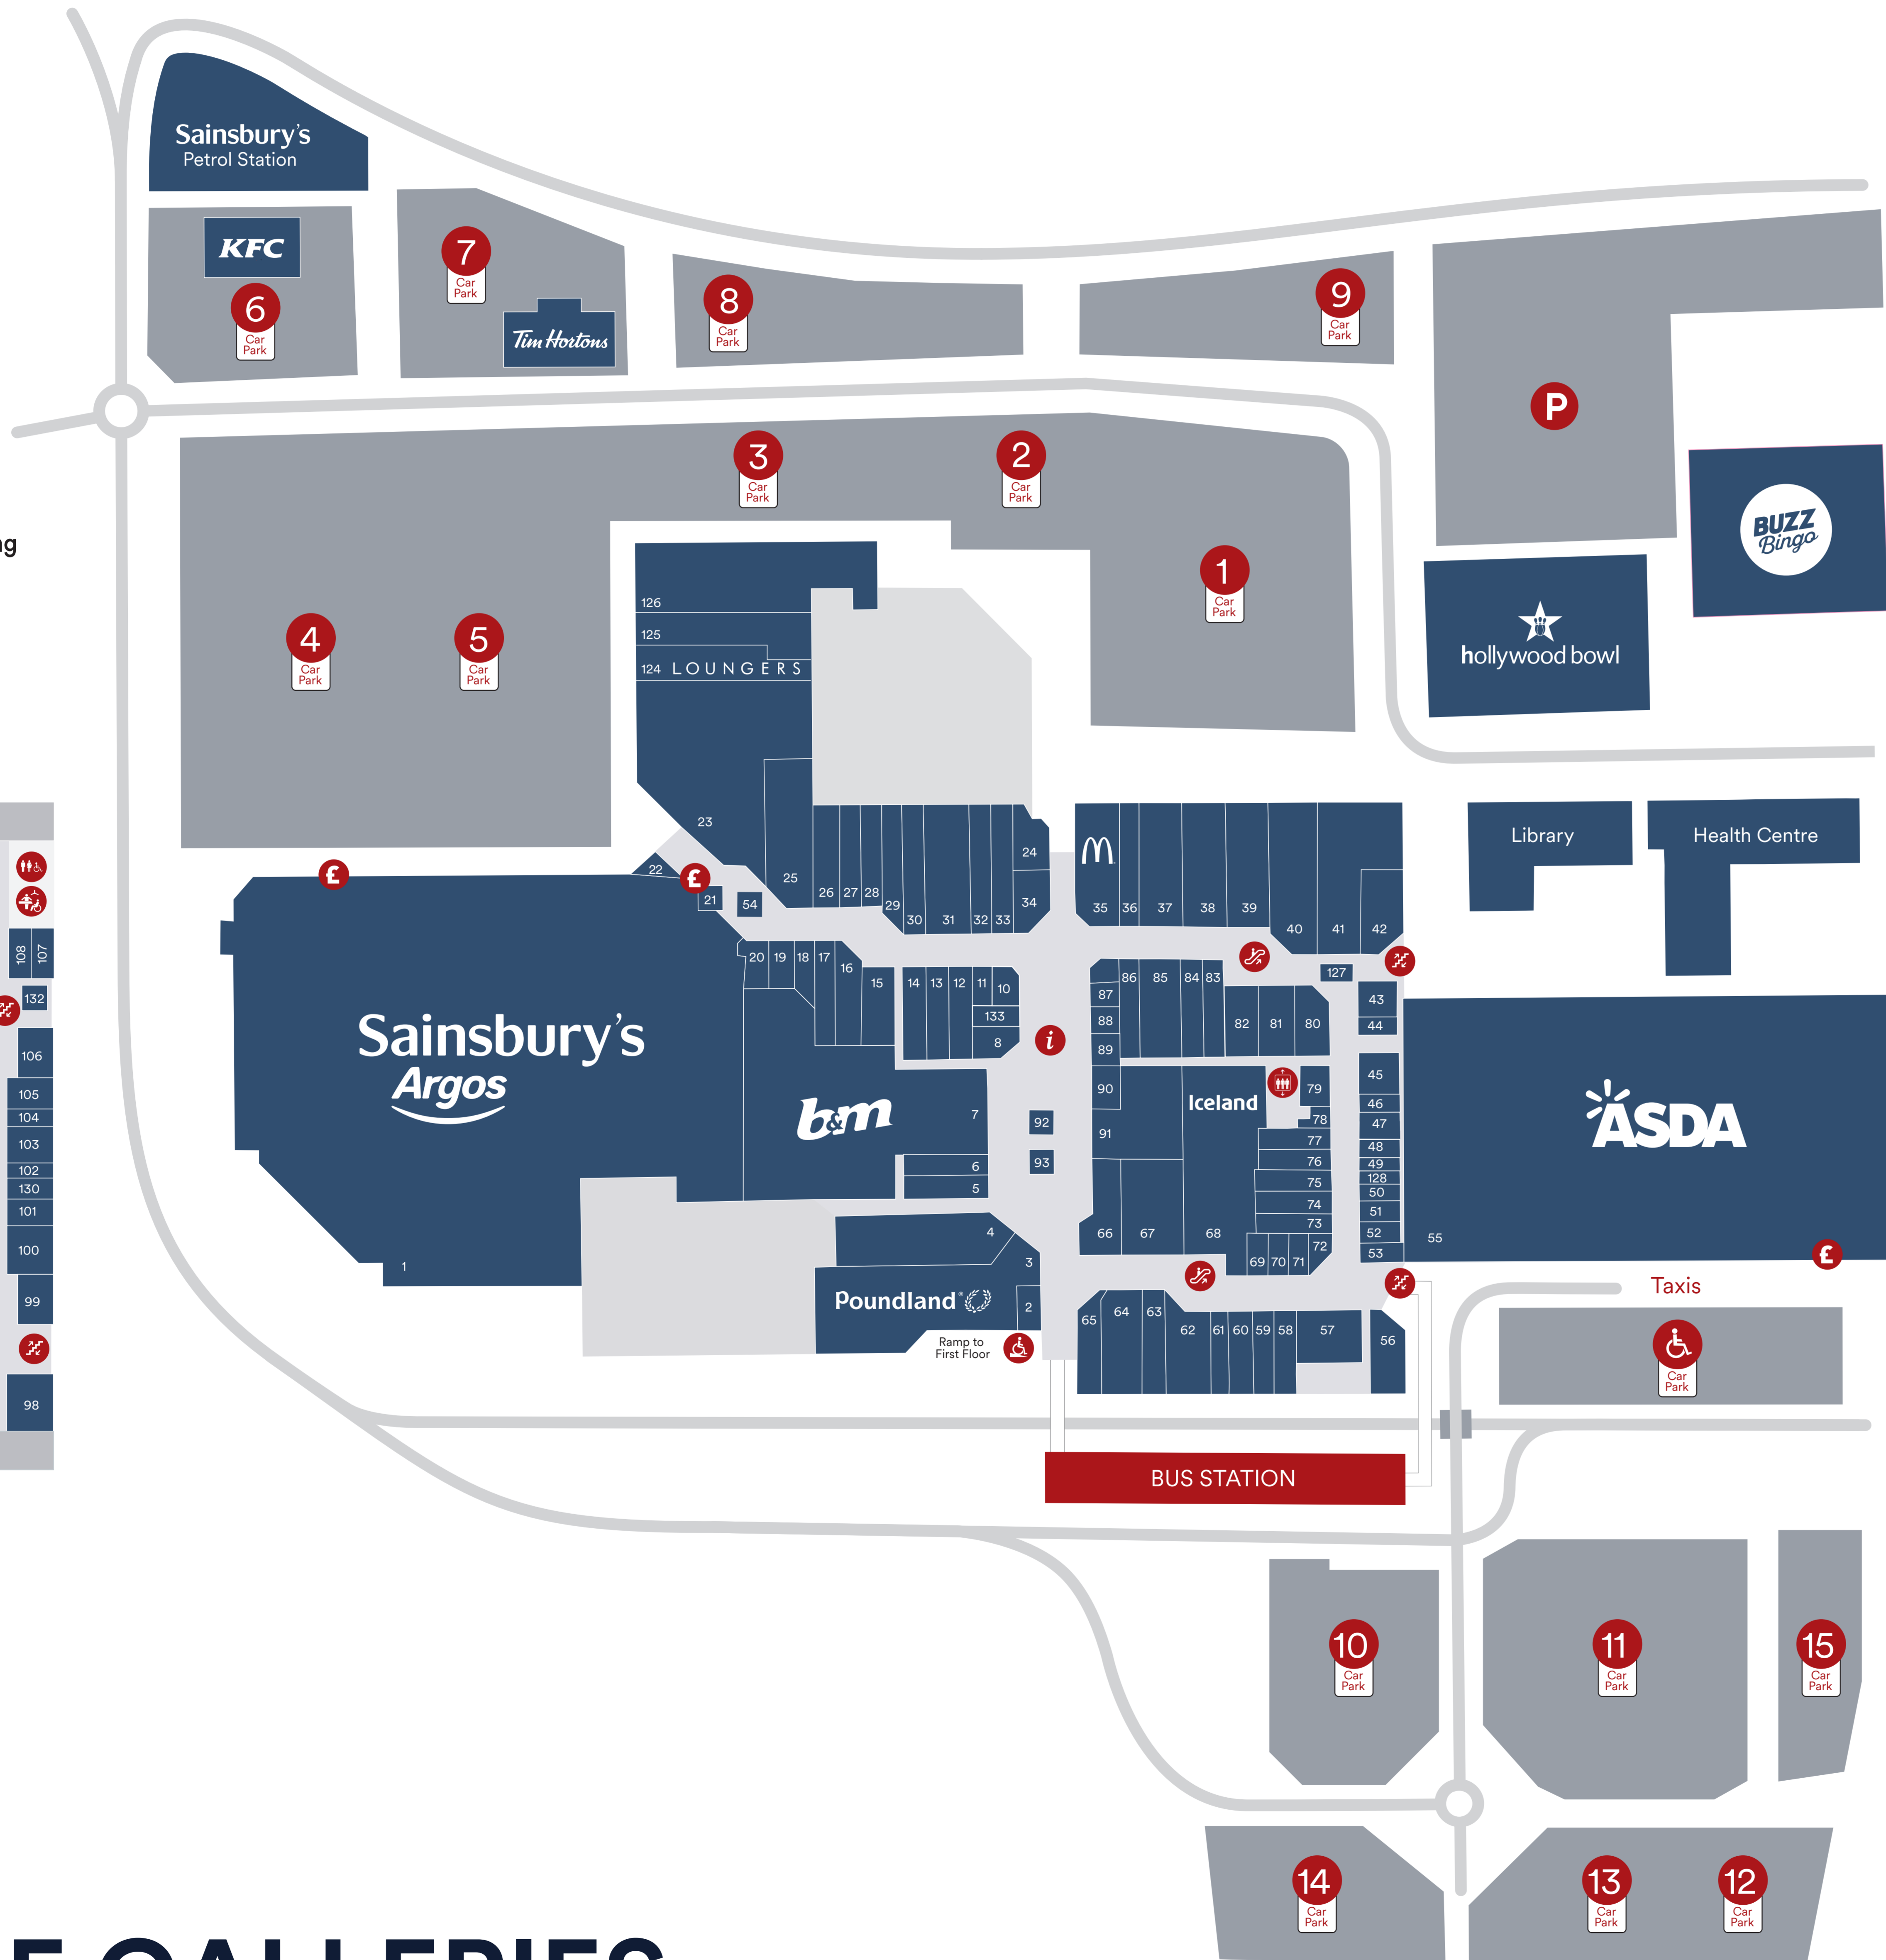 Sainsbury's
Petrol Station
KFC
6
Car
Park
7
Car
Park
Tim Hortons
8
Car
Park
9
Car
Park
P
3
Car
Park
2
Car
Park
1
Car
Park
4
Car
Park
5
Car
Park
BUZZ
Bingo
hollywood bowl
ng
126
125
124 LOUNGERS
23
25
22
£
£
21
54
26 27 28 29 30 31 32 33
24
34
M
35 36 37 38 39 40 41 42
Library
Health Centre
108 107
132
106
105
104
103
102
130
101
100
99
98
20 19 18 17 16 15
14 13 12 11 10
133
8
i
86 85 84 83
87
88
89
82 81 80
127
43
44
Sainsbury's
Argos
1
b&m
7
6
5
92
93
90
91
Iceland
79
78
77
76
75
74
73
72
66 67 68
69 70 71
45
46
47
48
49
128
50
51
52
53
55
ASDA
£
4
3
2
Poundland®
Ramp to
First Floor
65 64 63 62 61 60 59 58 57 56
Taxis
Car
Park
BUS STATION
10
Car
Park
11
Car
Park
15
Car
Park
14
Car
Park
13
Car
Park
12
Car
Park
E GALLERIES